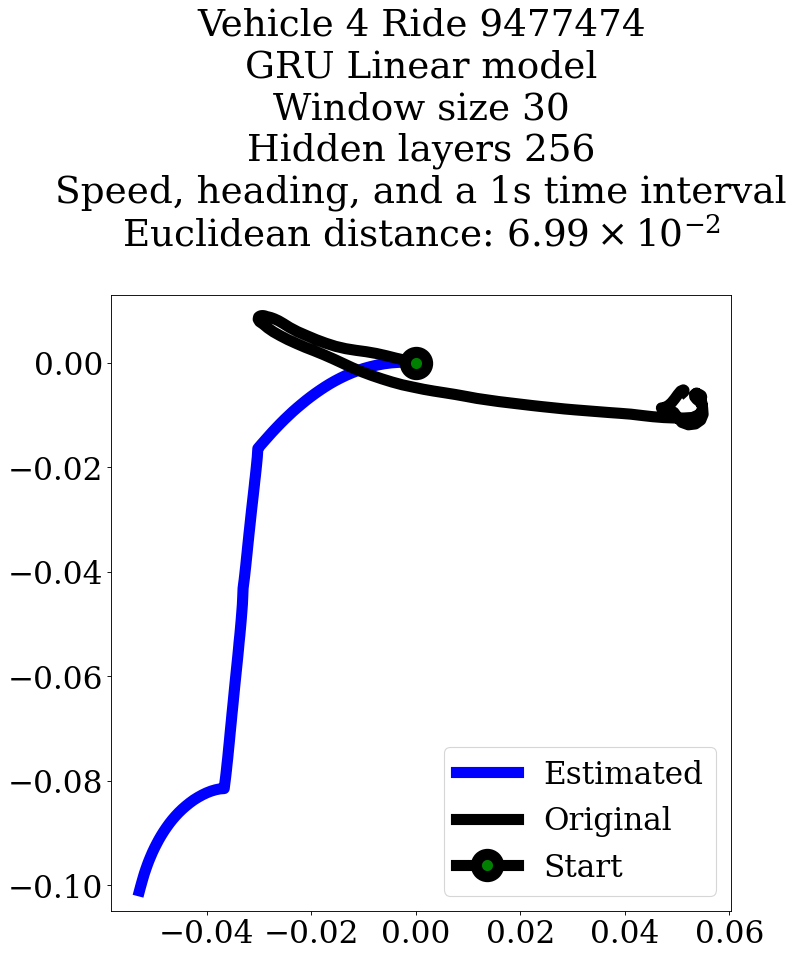 Vehicle 4 Ride 9477474
GRU Linear model
Window size 30
Hidden layers 256
Speed, heading, and a 1s time interval
Euclidean distance: 6.99 × 10⁻²
0.00
−0.02
−0.04
−0.06
−0.08
−0.10
Estimated
Original
Start
−0.04 −0.02 0.00 0.02 0.04 0.06